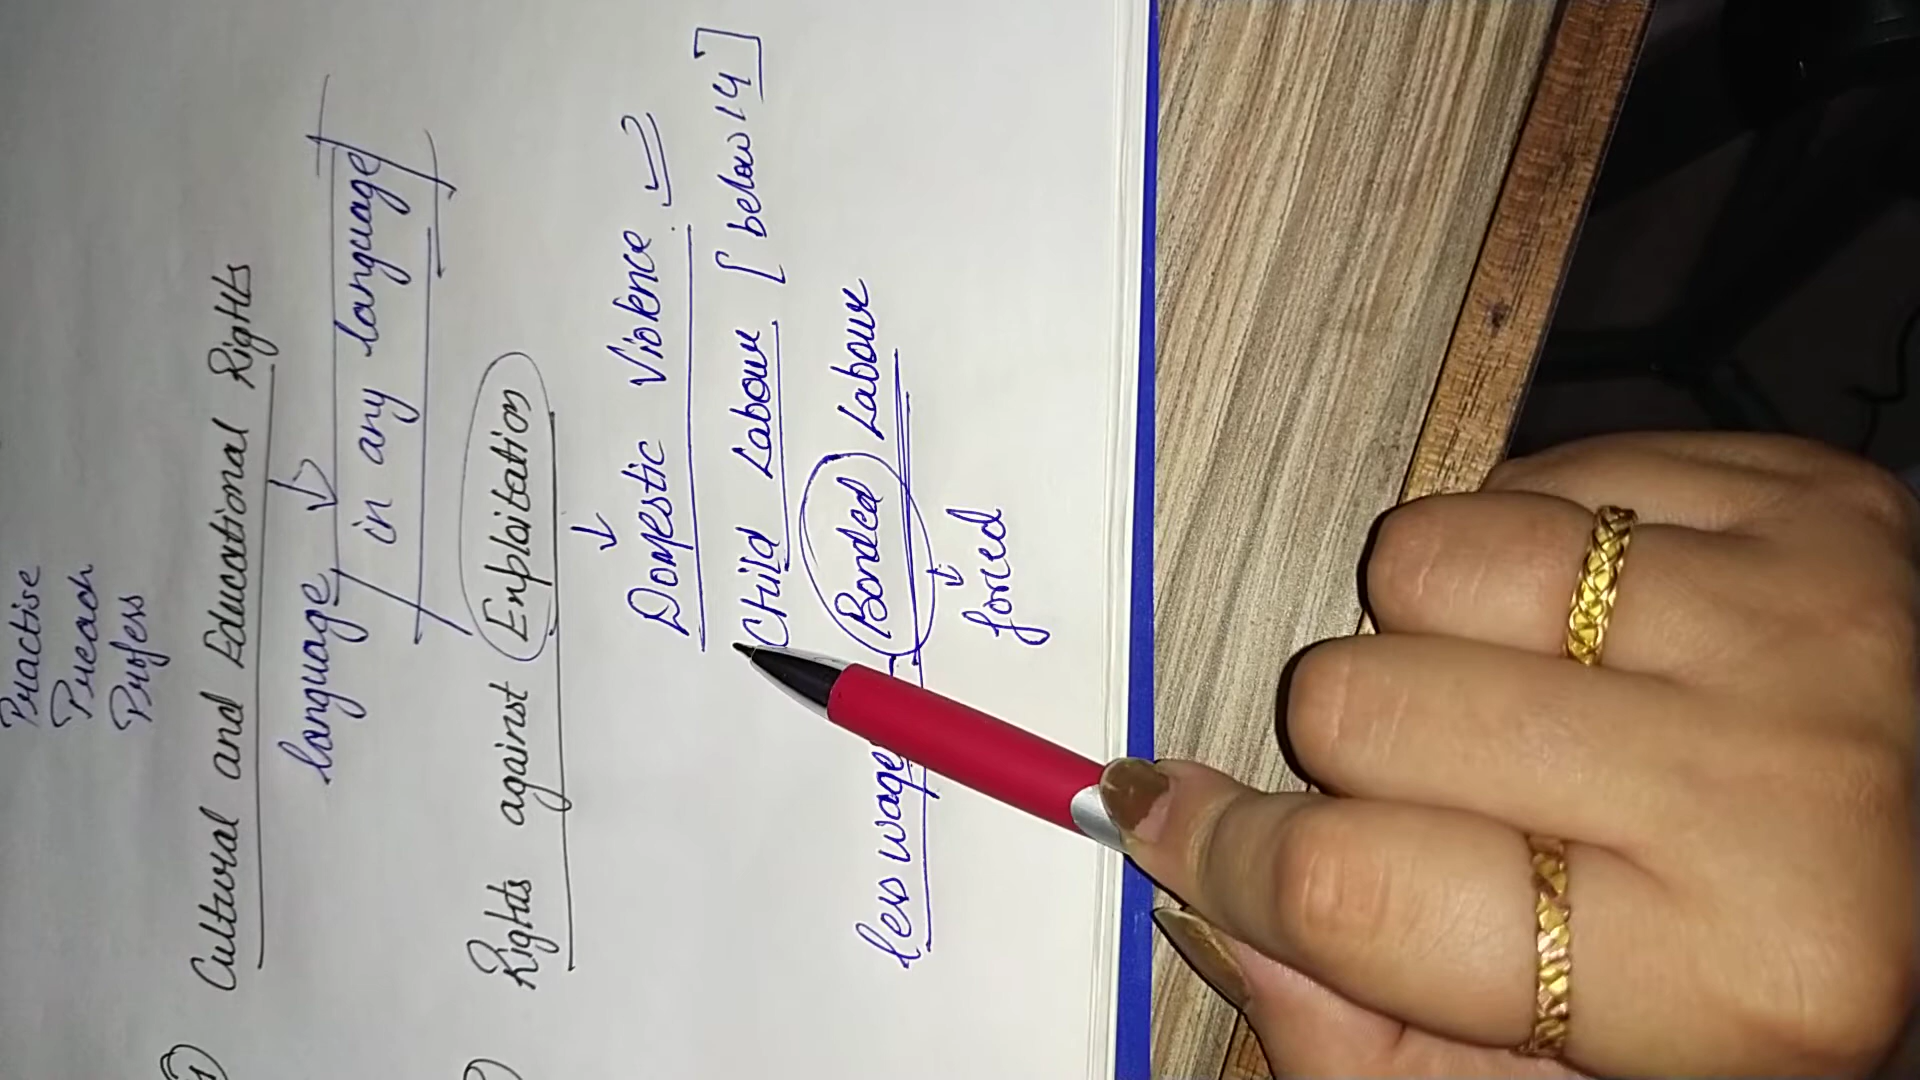 Practise
Preach
Profess
Cultural and Educational Rights
language
in any language
Rights against Enploitation
Domestic Violence
Child Labour [below 14]
less wage Bonded Labour
forced